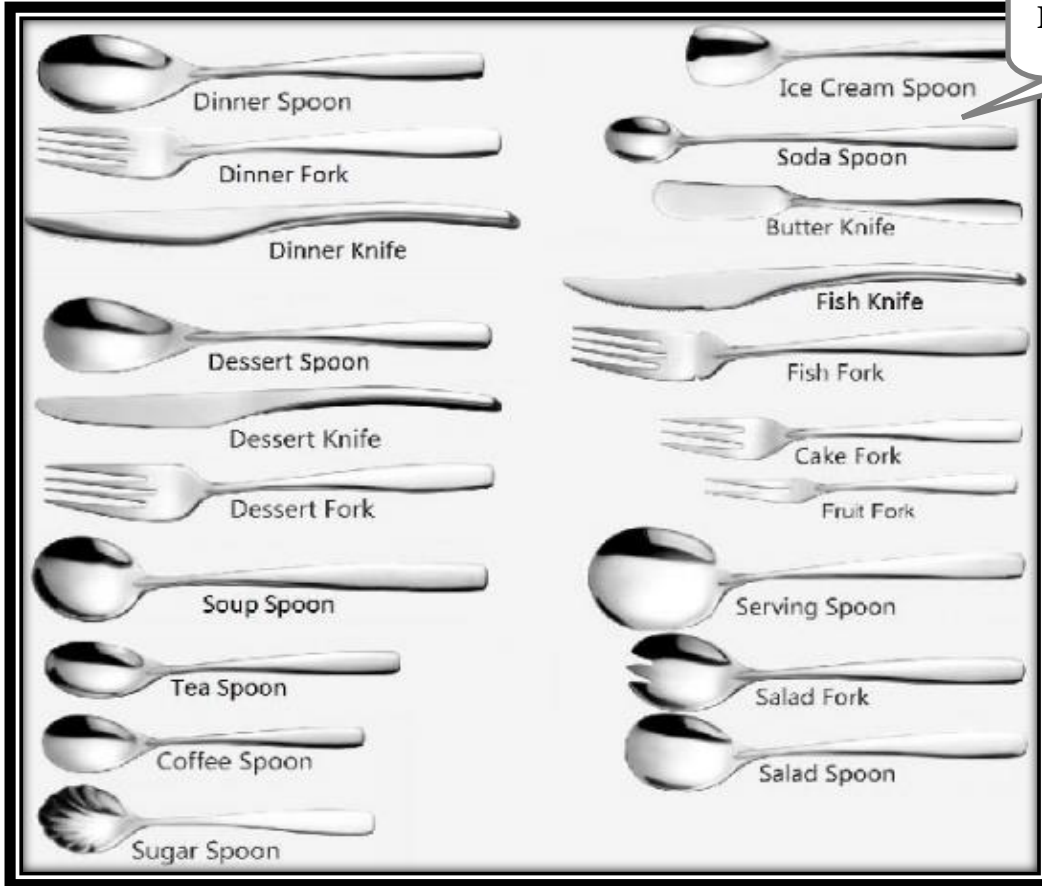 Dinner Spoon
Dinner Fork
Dinner Knife
Dessert Spoon
Dessert Knife
Dessert Fork
Soup Spoon
Tea Spoon
Coffee Spoon
Sugar Spoon
Ice Cream Spoon
Soda Spoon
Butter Knife
Fish Knife
Fish Fork
Cake Fork
Fruit Fork
Serving Spoon
Salad Fork
Salad Spoon